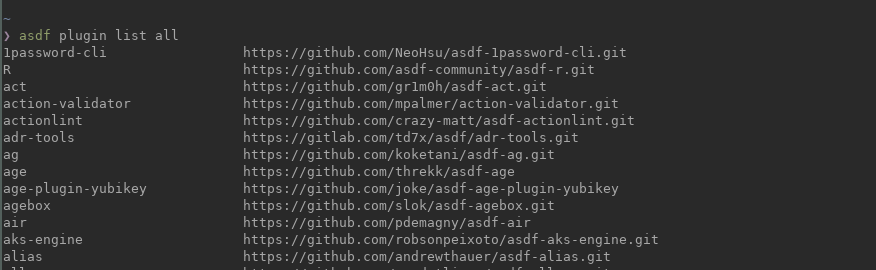 ~
❯ asdf plugin list all
1password-cli https://github.com/NeoHsu/asdf-1password-cli.git
R https://github.com/asdf-community/asdf-r.git
act https://github.com/gr1m0h/asdf-act.git
action-validator https://github.com/mpalmer/action-validator.git
actionlint https://github.com/crazy-matt/asdf-actionlint.git
adr-tools https://gitlab.com/td7x/asdf/adr-tools.git
ag https://github.com/koketani/asdf-ag.git
age https://github.com/threkk/asdf-age
age-plugin-yubikey https://github.com/joke/asdf-age-plugin-yubikey
agebox https://github.com/slok/asdf-agebox.git
air https://github.com/pdemagny/asdf-air
aks-engine https://github.com/robsonpeixoto/asdf-aks-engine.git
alias https://github.com/andrewthauer/asdf-alias.git